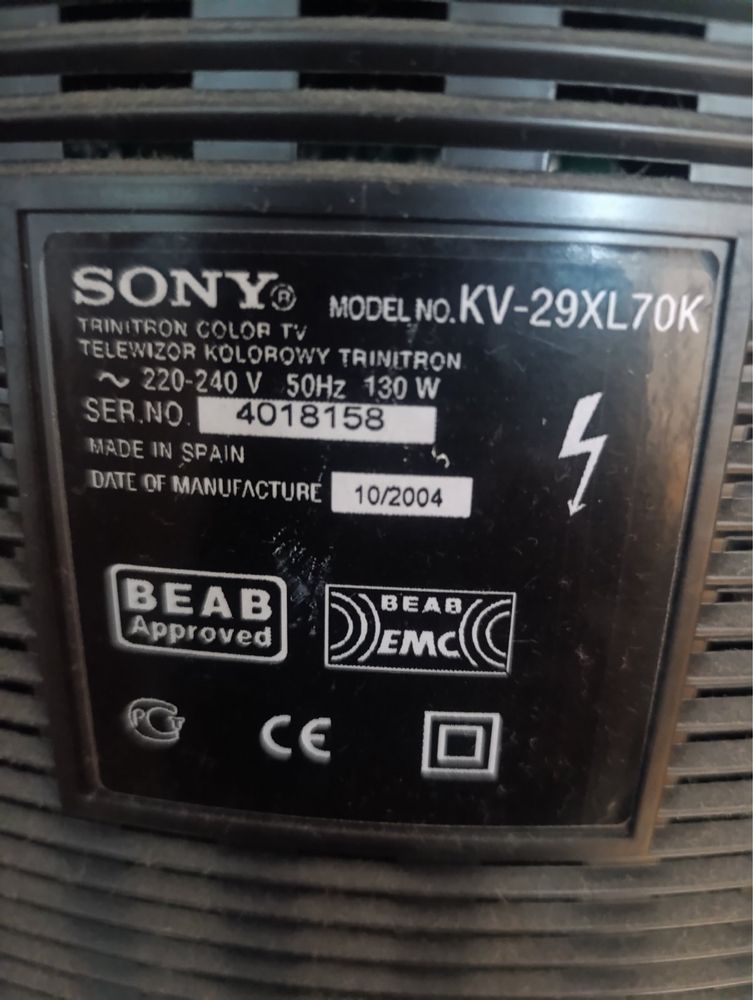 SONY®
MODEL NO. KV-29XL70K
TRINITRON COLOR TV
TELEWIZOR KOLOROWY TRINITRON
~ 220-240 V 50Hz 130 W
SER.NO. 4018158
MADE IN SPAIN
DATE OF MANUFACTURE 10/2004
BEAB
Approved
BEAB
EMC
PCT
CE